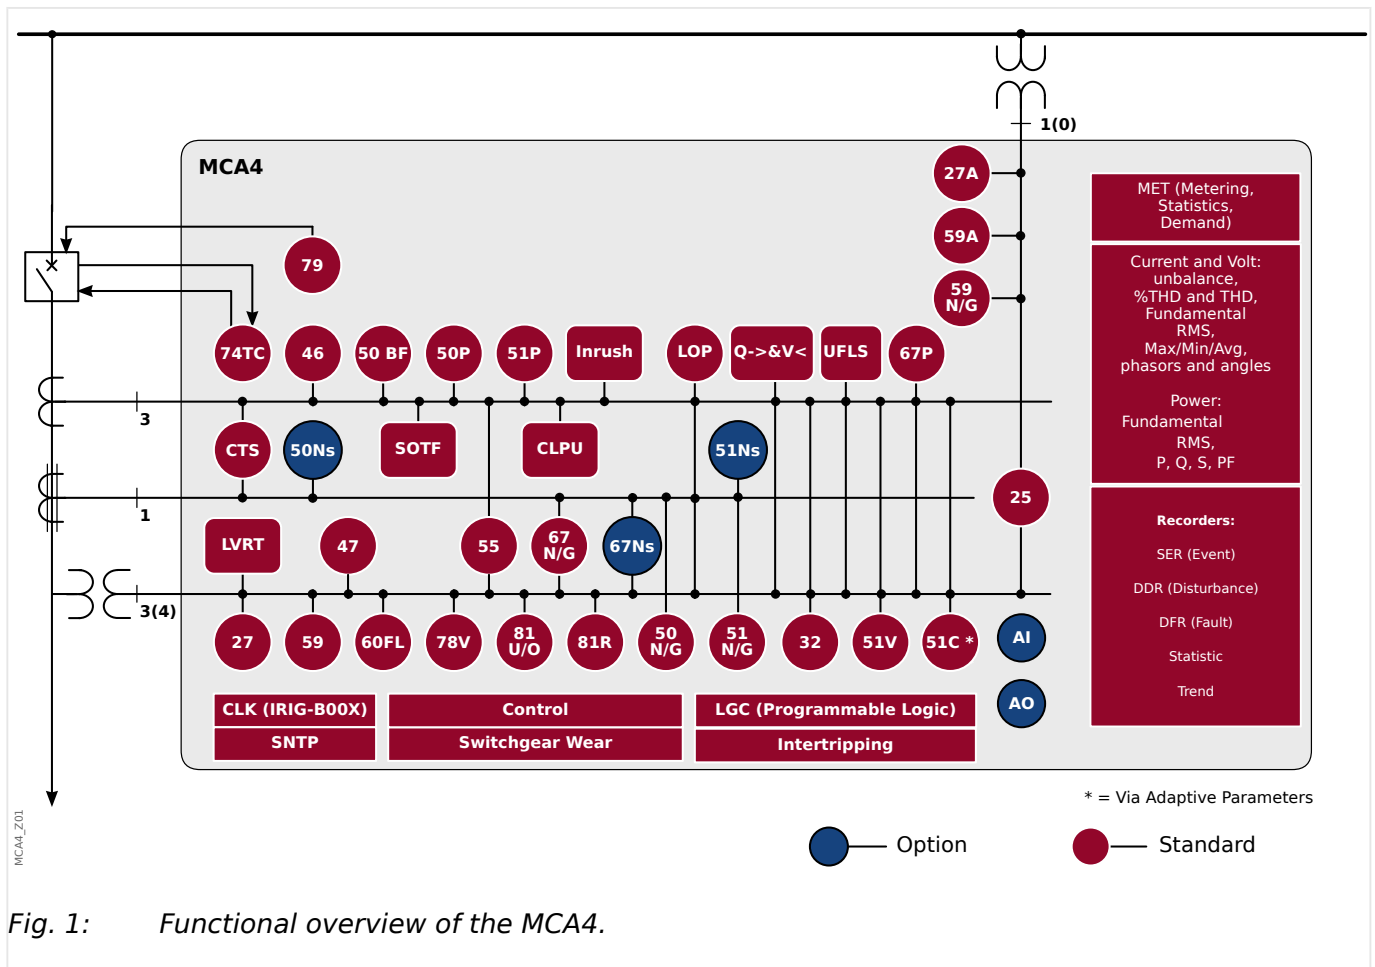 1(0)
MCA4
27A
59A
59
N/G
79
74TC
46
50 BF
50P
51P
Inrush
LOP
Q->&V<
UFLS
67P
3
CTS
50Ns
SOTF
CLPU
51Ns
25
1
LVRT
47
55
67
N/G
67Ns
3(4)
27
59
60FL
78V
81
U/O
81R
50
N/G
51
N/G
32
51V
51C *
AI
AO
CLK (IRIG-B00X)
SNTP
Control
Switchgear Wear
LGC (Programmable Logic)
Intertripping
MET (Metering,
Statistics,
Demand)
Current and Volt:
unbalance,
%THD and THD,
Fundamental
RMS,
Max/Min/Avg,
phasors and angles
Power:
Fundamental
RMS,
P, Q, S, PF
Recorders:
SER (Event)
DDR (Disturbance)
DFR (Fault)
Statistic
Trend
* = Via Adaptive Parameters
Option
Standard
MCA4_Z01
Fig. 1: Functional overview of the MCA4.